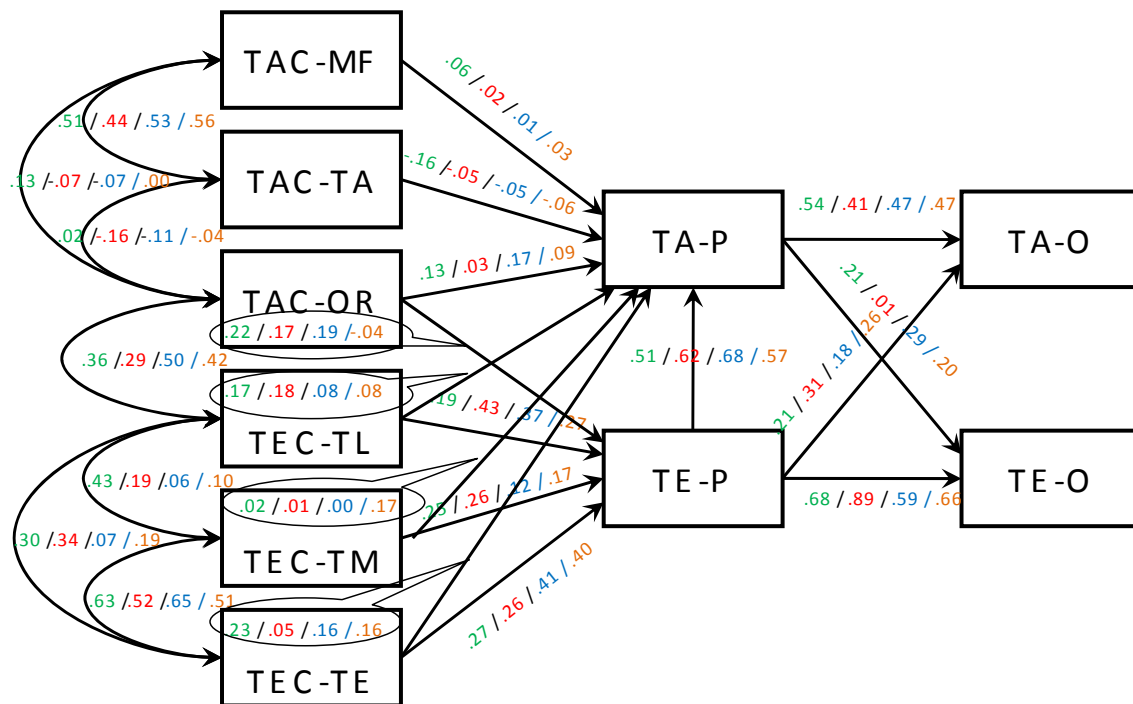 TAC-MF
.06 / .02 / .01 / .03
.51 / .44 / .53 / .56
TAC-TA
-.16 / -.05 / -.05 / -.06
.13 /-.07 /-.07 / .00
TA-P
.54 / .41 / .47 / .47
TA-O
.02 /-.16 /-.11 / -.04
TAC-OR
.13 / .03 / .17 / .09
.22 / .17 / .19 /-.04
.21 / .01 / .29 / .20
.36 / .29 / .50 / .42
.51 / .62 / .68 / .57
.21 / .31 / .18 / .26
.17 / .18 / .08 / .08
TEC-TL
.19 / .43 / .37 / .27
TE-P
TE-O
.43 /.19 /.06 / .10
.02 / .01 / .00 / .17
.25 / .26 / .12 / .17
.68 / .89 / .59 / .66
.30 /.34 /.07 / .19
TEC-TM
.63 /.52 /.65 / .51
.23 / .05 / .16 / .16
.27 / .26 / .41 / .40
TEC-TE